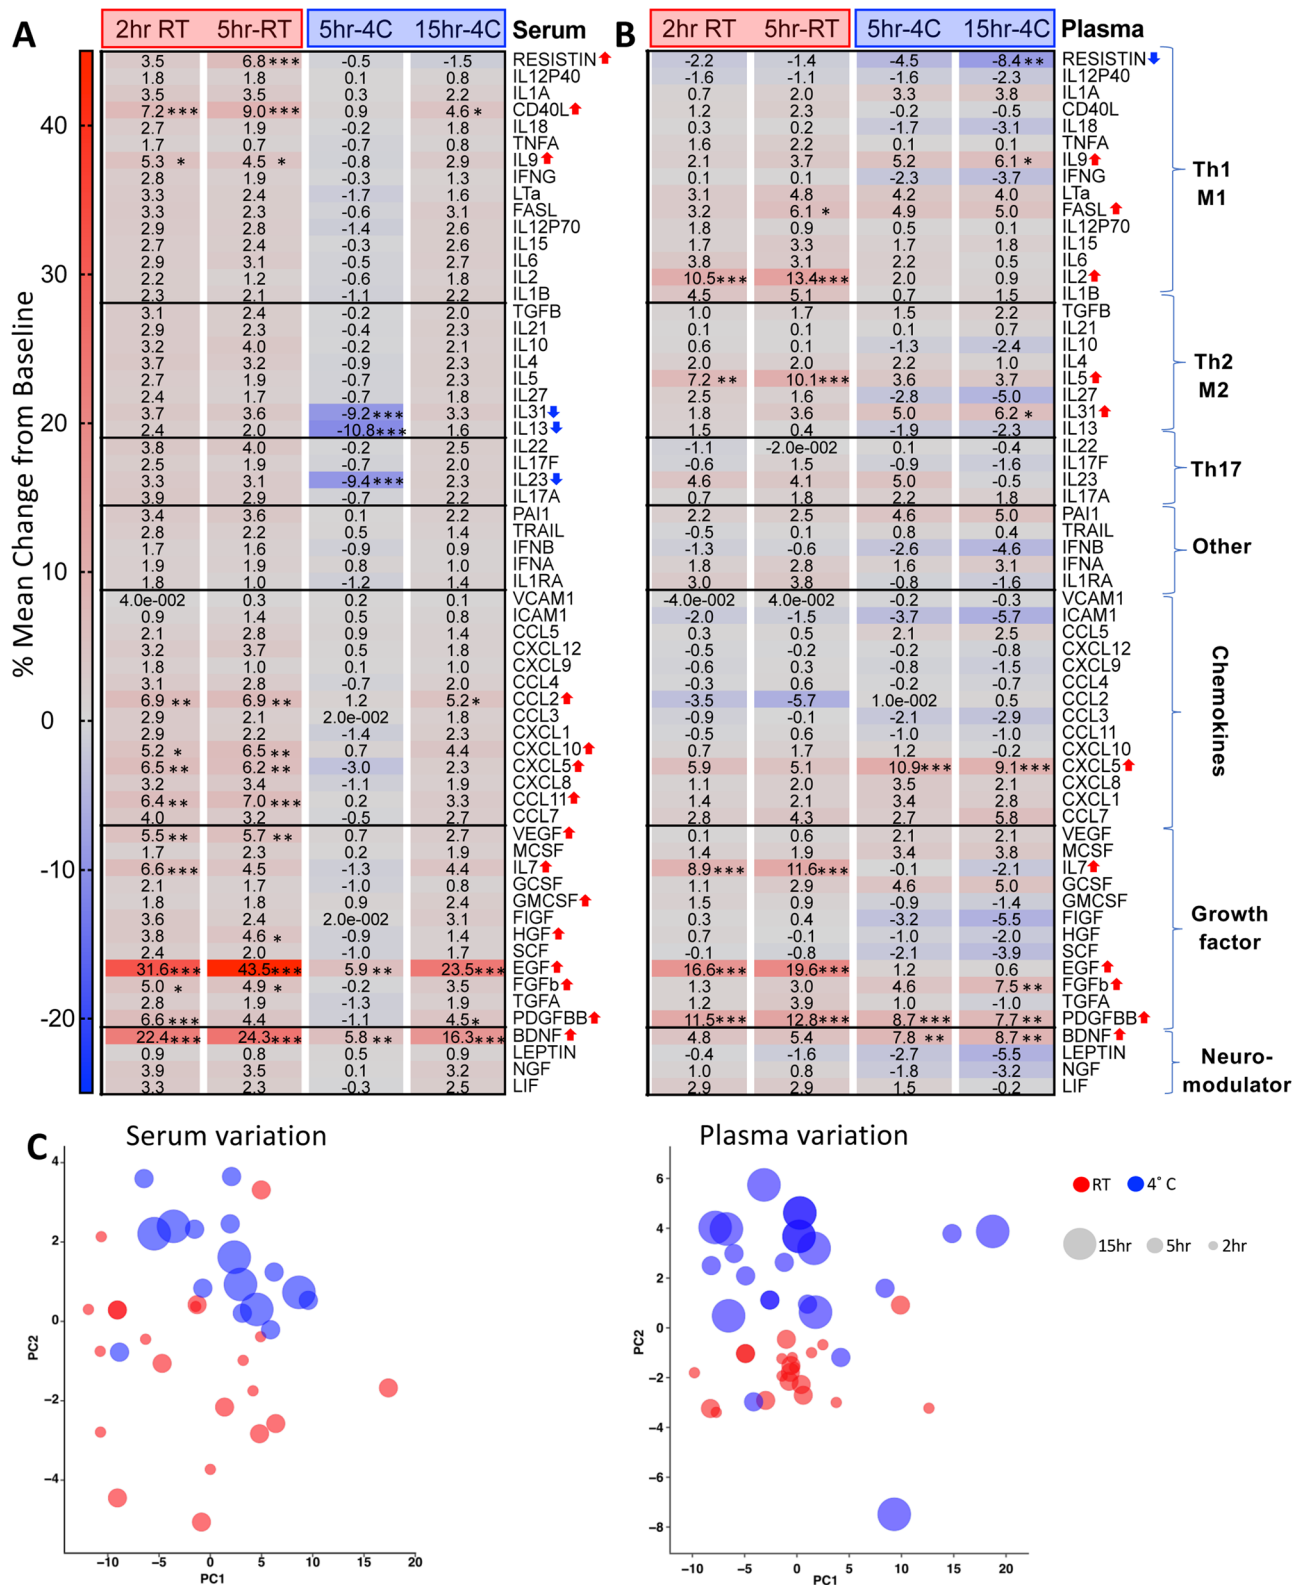 A
2hr RT 5hr-RT 5hr-4C 15hr-4C Serum
3.5 6.8 *** -0.5 -1.5 RESISTIN
1.8 1.8 0.1 0.8 IL12P40
3.5 3.5 0.3 2.2 IL1A
7.2 *** 9.0 *** 0.9 4.6 * CD40L
2.7 1.9 -0.2 1.8 IL18
1.7 0.7 -0.7 0.8 TNFA
5.3 * 4.5 * -0.8 2.9 IL9
2.8 1.9 -0.3 1.3 IFNG
3.3 2.4 -1.7 1.6 LTa
3.3 2.3 -0.6 3.1 FASL
2.9 2.8 -1.4 2.6 IL12P70
2.7 2.4 -0.3 2.6 IL15
2.9 3.1 -0.5 2.7 IL6
2.2 1.2 -0.6 1.8 IL2
2.3 2.1 -1.1 2.2 IL1B
3.1 2.4 -0.2 2.0 TGFB
2.9 2.3 -0.4 2.3 IL21
3.2 4.0 -0.2 2.1 IL10
3.7 3.2 -0.9 2.3 IL4
2.7 1.9 -0.7 2.3 IL5
2.4 1.7 -0.7 1.8 IL27
3.7 3.6 -9.2 *** 3.3 IL31
2.4 2.0 -10.8 *** 1.6 IL13
3.8 4.0 -0.2 2.5 IL22
2.5 1.9 -0.7 2.0 IL17F
3.3 3.1 -9.4 *** 2.3 IL23
3.9 2.9 -0.7 2.2 IL17A
3.4 3.6 0.1 2.2 PAI1
2.8 2.2 0.5 1.4 TRAIL
1.7 1.6 -0.9 0.9 IFNB
1.9 1.9 0.8 1.0 IFNA
1.8 1.0 -1.2 1.4 IL1RA
4.0e-002 0.3 0.2 0.1 VCAM1
0.9 1.4 0.5 0.8 ICAM1
2.1 2.8 0.9 1.4 CCL5
3.2 3.7 0.5 1.8 CXCL12
1.8 1.0 0.1 1.0 CXCL9
3.1 2.8 -0.7 2.0 CCL4
6.9 ** 6.9 ** 1.2 5.2 * CCL2
2.9 2.1 2.0e-002 1.8 CCL3
2.9 2.2 -1.4 2.3 CXCL1
5.2 * 6.5 ** 0.7 4.4 CXCL10
6.5 ** 6.2 ** -3.0 2.3 CXCL5
3.2 3.4 -1.1 1.9 CXCL8
6.4 ** 7.0 *** 0.2 3.3 CCL11
4.0 3.2 -0.5 2.7 CCL7
5.5 ** 5.7 ** 0.7 2.7 VEGF
1.7 2.3 0.2 1.9 MCSF
6.6 *** 4.5 -1.3 4.4 IL7
2.1 1.7 -1.0 0.8 GCSF
1.8 1.8 0.9 2.4 GMCSF
3.6 2.4 2.0e-002 3.1 FIGF
3.8 4.6 * -0.9 1.4 HGF
2.4 2.0 -1.0 1.7 SCF
31.6 *** 43.5 *** 5.9 ** 23.5 *** EGF
5.0 * 4.9 * -0.2 3.5 FGFb
2.8 1.9 -1.3 1.9 TGFA
6.6 *** 4.4 -1.1 4.5 * PDGFBB
22.4 *** 24.3 *** 5.8 ** 16.3 *** BDNF
0.9 0.8 0.5 0.9 LEPTIN
3.9 3.5 0.1 3.2 NGF
3.3 2.3 -0.3 2.5 LIF
% Mean Change from Baseline
40
30
20
10
0
-10
-20
B
2hr RT 5hr-RT 5hr-4C 15hr-4C Plasma
-2.2 -1.4 -4.5 -8.4 ** RESISTIN
-1.6 -1.1 -1.6 -2.3 IL12P40
0.7 2.0 3.3 3.8 IL1A
1.2 2.3 -0.2 -0.5 CD40L
0.3 0.2 -1.7 -3.1 IL18
1.6 2.2 0.1 0.1 TNFA
2.1 3.7 5.2 6.1 * IL9
0.1 0.1 -2.3 -3.7 IFNG
3.1 4.8 4.2 4.0 LTa
3.2 6.1 * 4.9 5.0 FASL
1.8 0.9 0.5 0.1 IL12P70
1.7 3.3 1.7 1.8 IL15
3.8 3.1 2.2 0.5 IL6
10.5 *** 13.4 *** 2.0 0.9 IL2
4.5 5.1 0.7 1.5 IL1B
1.0 1.7 1.5 2.2 TGFB
0.1 0.1 0.1 0.7 IL21
0.6 0.1 -1.3 -2.4 IL10
2.0 2.0 2.2 1.0 IL4
7.2 ** 10.1 *** 3.6 3.7 IL5
2.5 1.6 -2.8 -5.0 IL27
1.8 3.6 5.0 6.2 * IL31
1.5 0.4 -1.9 -2.3 IL13
-1.1 -2.0e-002 0.1 -0.4 IL22
-0.6 1.5 -0.9 -1.6 IL17F
4.6 4.1 5.0 -0.5 IL23
0.7 1.8 2.2 1.8 IL17A
2.2 2.5 4.6 5.0 PAI1
-0.5 0.1 0.8 0.4 TRAIL
-1.3 -0.6 -2.6 -4.6 IFNB
1.8 2.8 1.6 3.1 IFNA
3.0 3.8 -0.8 -1.6 IL1RA
-4.0e-002 4.0e-002 -0.2 -0.3 VCAM1
-2.0 -1.5 -3.7 -5.7 ICAM1
0.3 0.5 2.1 2.5 CCL5
-0.5 -0.2 -0.2 -0.8 CXCL12
-0.6 0.3 -0.8 -1.5 CXCL9
-0.3 0.6 -0.2 -0.7 CCL4
-3.5 -5.7 1.0e-002 0.5 CCL2
-0.9 -0.1 -2.1 -2.9 CCL3
-0.5 0.6 -1.0 -1.0 CCL11
0.7 1.7 1.2 -0.2 CXCL10
5.9 5.1 10.9 *** 9.1 *** CXCL5
1.1 2.0 3.5 2.1 CXCL8
1.4 2.1 3.4 2.8 CXCL1
2.8 4.3 2.7 5.8 CCL7
0.1 0.6 2.1 2.1 VEGF
1.4 1.9 3.4 3.8 MCSF
8.9 *** 11.6 *** -0.1 -2.1 IL7
1.1 2.9 4.6 5.0 GCSF
1.5 0.9 -0.9 -1.4 GMCSF
0.3 0.4 -3.2 -5.5 FIGF
0.7 -0.1 -1.0 -2.0 HGF
-0.1 -0.8 -2.1 -3.9 SCF
16.6 *** 19.6 *** 1.2 0.6 EGF
1.3 3.0 4.6 7.5 ** FGFb
1.2 3.9 1.0 -1.0 TGFA
11.5 *** 12.8 *** 8.7 *** 7.7 ** PDGFBB
4.8 5.4 7.8 ** 8.7 ** BDNF
-0.4 -1.6 -2.7 -5.5 LEPTIN
1.0 0.8 -1.8 -3.2 NGF
2.9 2.9 1.5 -0.2 LIF
Th1
M1
Th2
M2
Th17
Other
Chemokines
Growth
factor
Neuro-
modulator
C
Serum variation
4
2
0
−2
−4
PC2
−10 −5 0 5 10 15 20
PC1
Plasma variation
6
4
2
0
−2
−4
−6
−8
PC2
−10 −5 0 5 10 15 20
PC1
RT 4° C
15hr 5hr 2hr